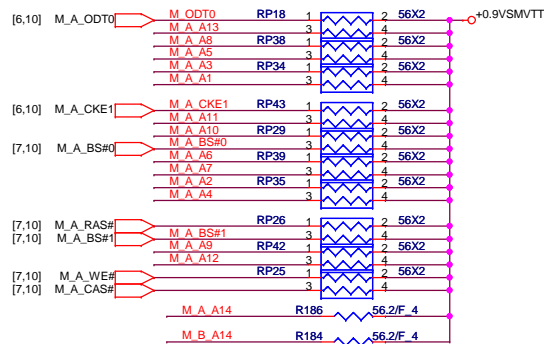 [6,10] M_A_ODT0 M_ODT0 RP18 1 2 56X2 +0.9VSMVTT
M_A_A13 3 4
M_A_A8 RP38 1 2 56X2
M_A_A5 3 4
M_A_A3 RP34 1 2 56X2
M_A_A1 3 4
[6,10] M_A_CKE1 M_A_CKE1 RP43 1 2 56X2
M_A_A11 3 4
M_A_A10 RP29 1 2 56X2
[7,10] M_A_BS#0 M_A_BS#0 3 4
M_A_A6 RP39 1 2 56X2
M_A_A7 3 4
M_A_A2 RP35 1 2 56X2
M_A_A4 3 4
[7,10] M_A_RAS# RP26 1 2 56X2
[7,10] M_A_BS#1 M_A_BS#1 3 4
M_A_A9 RP42 1 2 56X2
M_A_A12 3 4
[7,10] M_A_WE# RP25 1 2 56X2
[7,10] M_A_CAS# 3 4
M_A_A14 R186 56.2/F_4
M_B_A14 R184 56.2/F_4